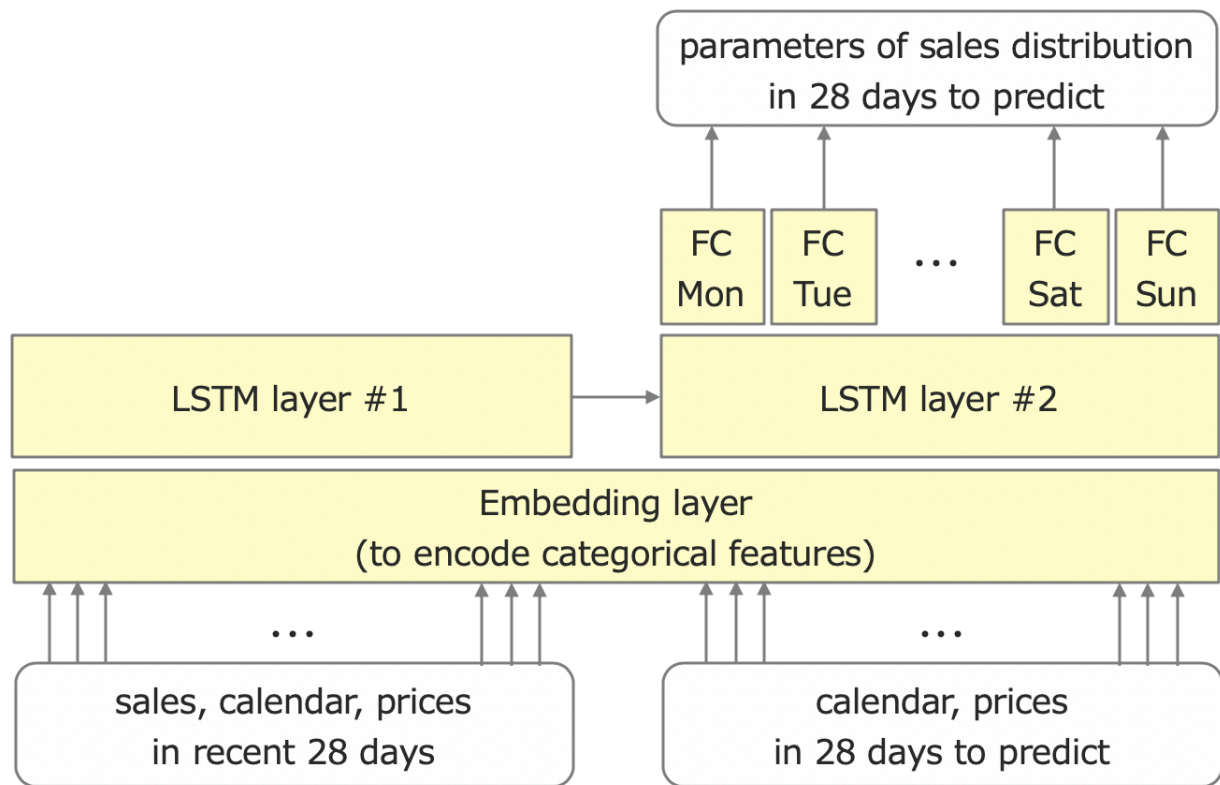 parameters of sales distribution
in 28 days to predict
FC
Mon
FC
Tue
...
FC
Sat
FC
Sun
LSTM layer #1
LSTM layer #2
Embedding layer
(to encode categorical features)
...
...
sales, calendar, prices
in recent 28 days
calendar, prices
in 28 days to predict